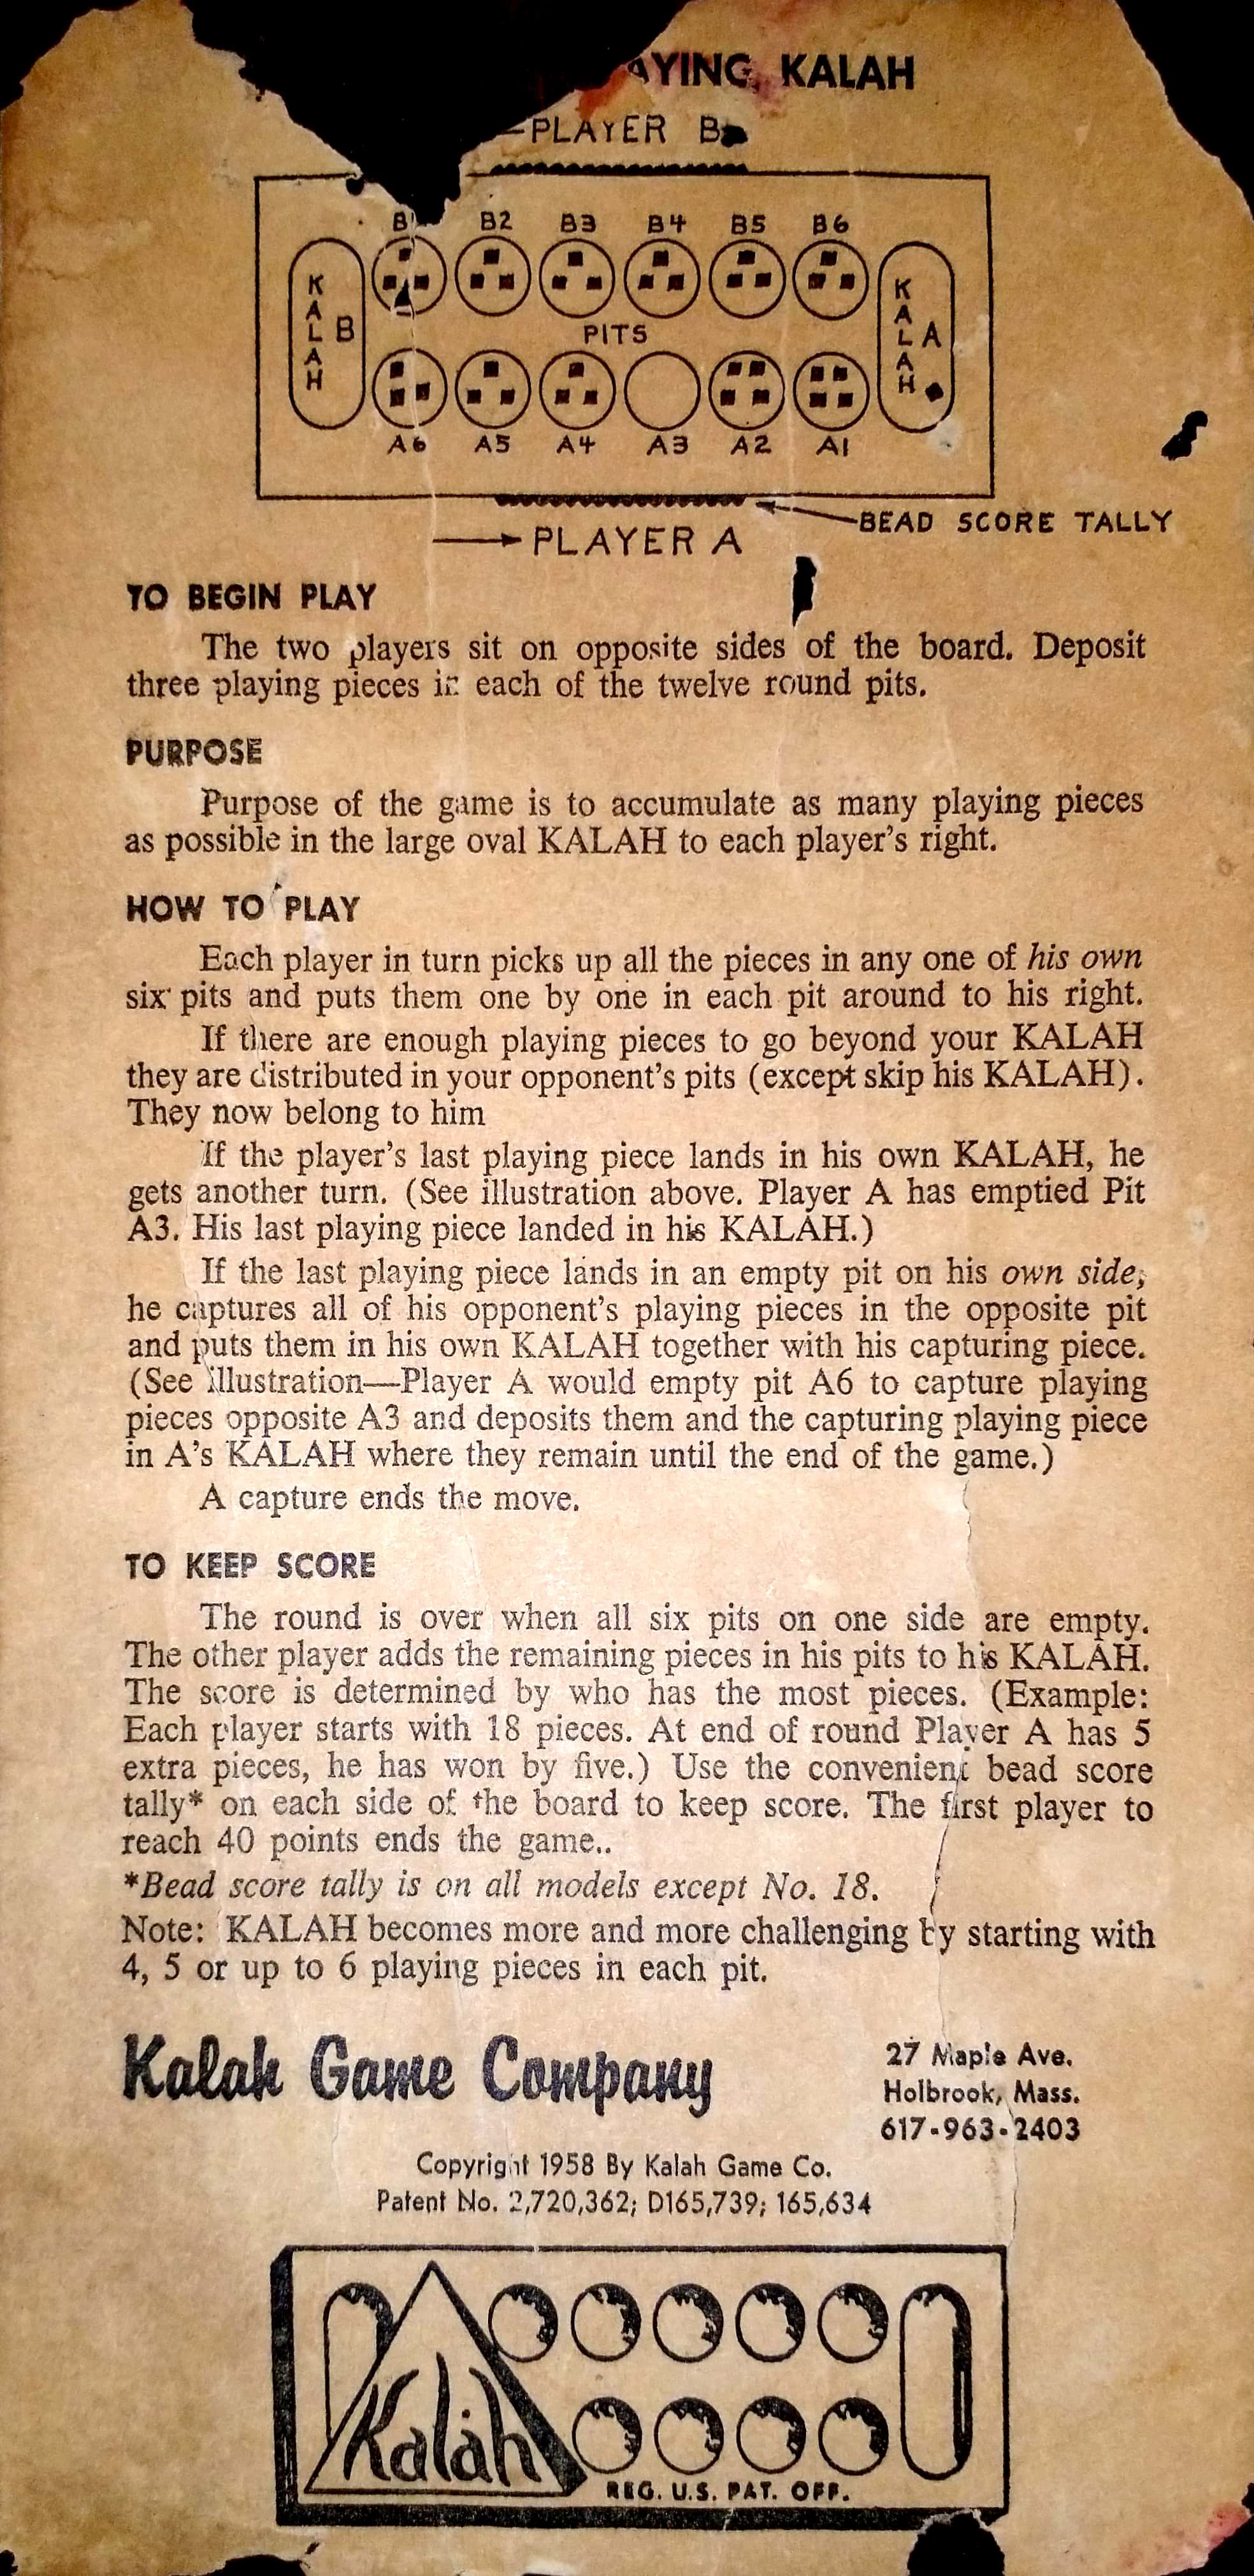 AYING KALAH
PLAYER B
B B2 B3 B4 B5 B6
KALAH B
KALAH A
PITS
A6 A5 A4 A3 A2 A1
BEAD SCORE TALLY
PLAYER A
TO BEGIN PLAY
The two players sit on opposite sides of the board. Deposit
three playing pieces in each of the twelve round pits.
PURPOSE
Purpose of the game is to accumulate as many playing pieces
as possible in the large oval KALAH to each player's right.
HOW TO PLAY
Each player in turn picks up all the pieces in any one of his own
six pits and puts them one by one in each pit around to his right.
If there are enough playing pieces to go beyond your KALAH
they are distributed in your opponent's pits (except skip his KALAH).
They now belong to him
If the player's last playing piece lands in his own KALAH, he
gets another turn. (See illustration above. Player A has emptied Pit
A3. His last playing piece landed in his KALAH.)
If the last playing piece lands in an empty pit on his own side,
he captures all of his opponent's playing pieces in the opposite pit
and puts them in his own KALAH together with his capturing piece.
(See illustration—Player A would empty pit A6 to capture playing
pieces opposite A3 and deposits them and the capturing playing piece
in A's KALAH where they remain until the end of the game.)
A capture ends the move.
TO KEEP SCORE
The round is over when all six pits on one side are empty.
The other player adds the remaining pieces in his pits to his KALAH.
The score is determined by who has the most pieces. (Example:
Each player starts with 18 pieces. At end of round Player A has 5
extra pieces, he has won by five.) Use the convenient bead score
tally* on each side of the board to keep score. The first player to
reach 40 points ends the game..
*Bead score tally is on all models except No. 18.
Note: KALAH becomes more and more challenging by starting with
4, 5 or up to 6 playing pieces in each pit.
Kalah Game Company
27 Maple Ave.
Holbrook, Mass.
617-963-2403
Copyright 1958 By Kalah Game Co.
Patent No. 2,720,362; D165,739; 165,634
Kalah
REG. U.S. PAT. OFF.